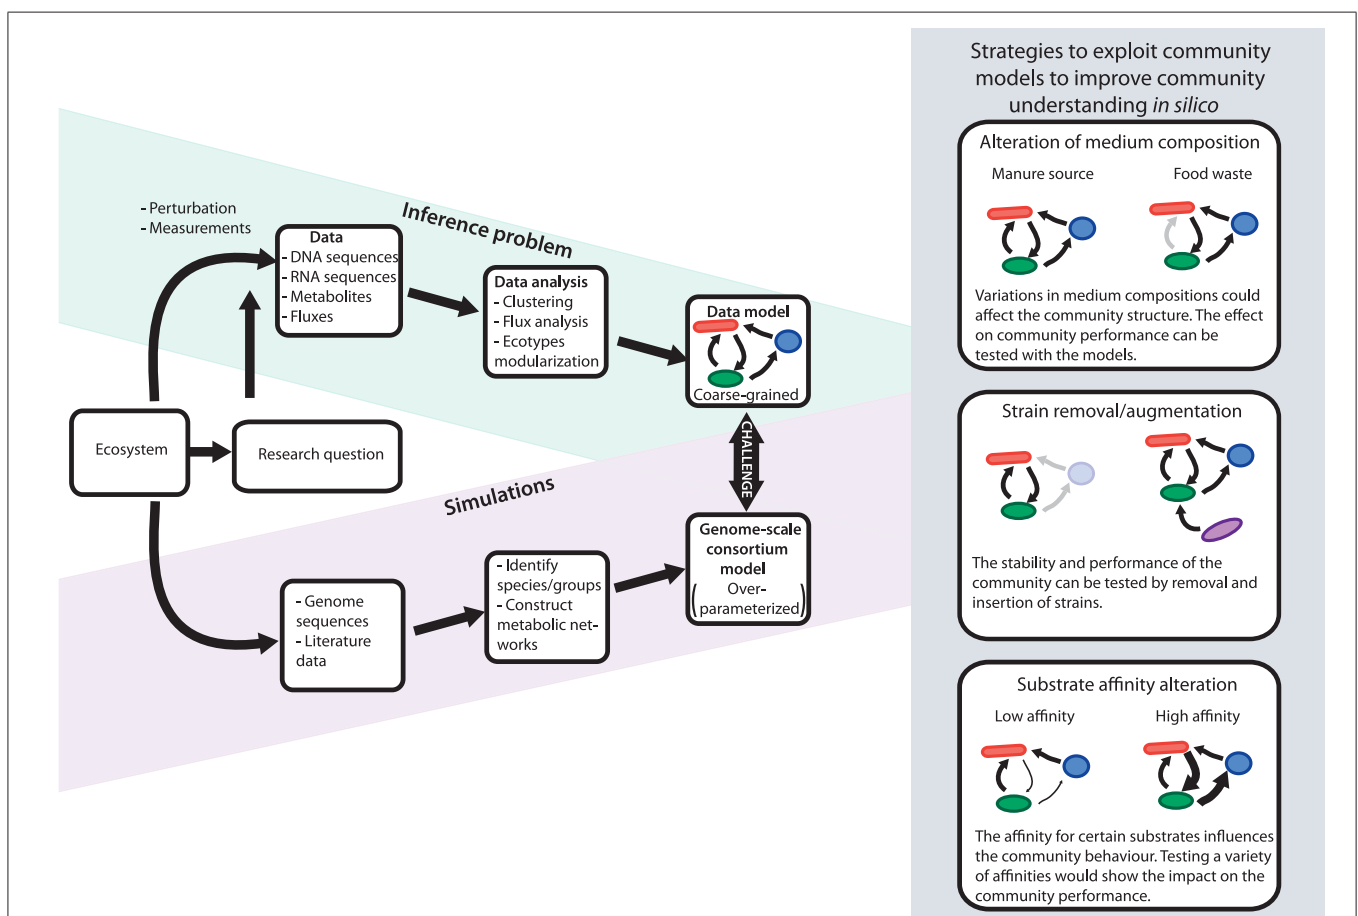 - Perturbation
- Measurements
Inference problem
Data
- DNA sequences
- RNA sequences
- Metabolites
- Fluxes
Data analysis
- Clustering
- Flux analysis
- Ecotypes
modularization
Data model
Coarse-grained
Ecosystem
Research question
CHALLENGE
Simulations
- Genome
sequences
- Literature
data
- Identify
species/groups
- Construct
metabolic net-
works
Genome-scale
consortium
model
( Over- )
parameterized
Strategies to exploit community
models to improve community
understanding in silico
Alteration of medium composition
Manure source
Food waste
Variations in medium compositions could
affect the community structure. The effect
on community performance can be
tested with the models.
Strain removal/augmentation
The stability and performance of the
community can be tested by removal and
insertion of strains.
Substrate affinity alteration
Low affinity
High affinity
The affinity for certain substrates influences
the community behaviour. Testing a variety
of affinities would show the impact on the
community performance.